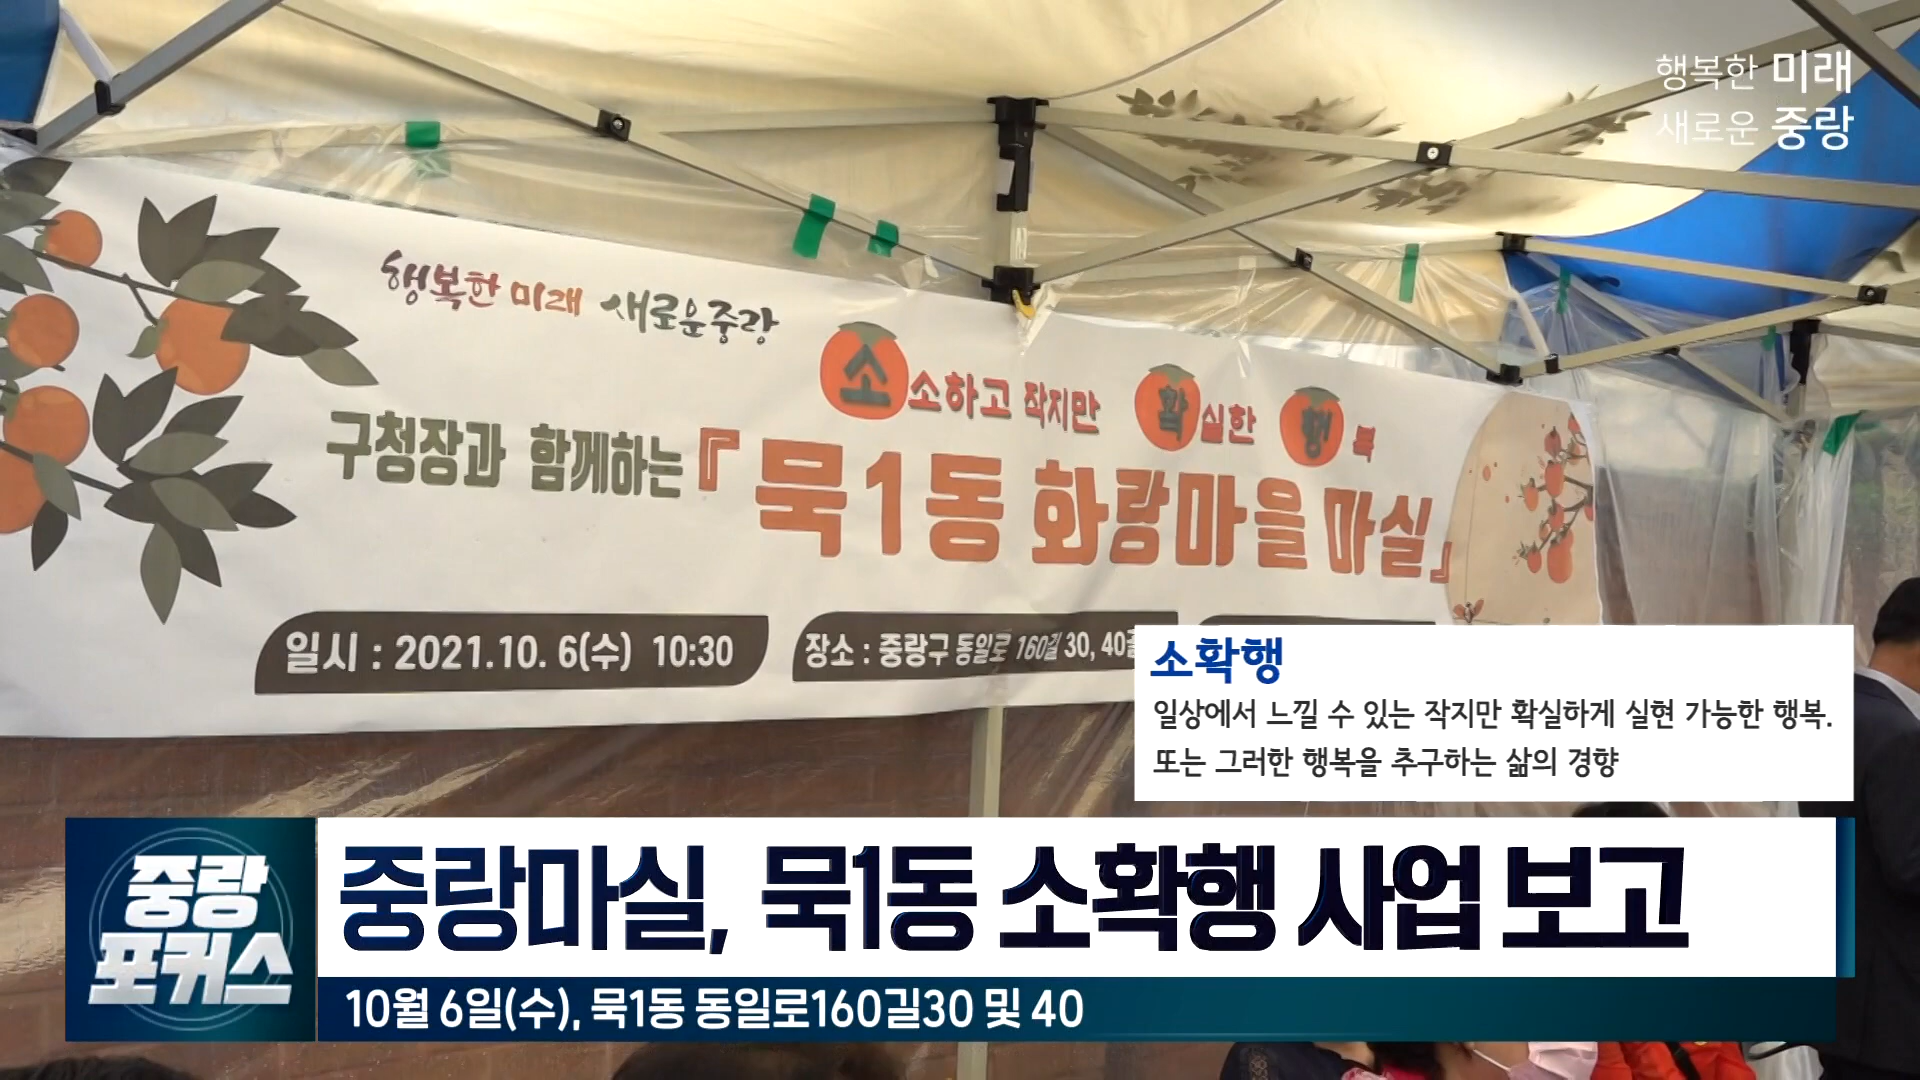 행복한 미래
새로운 중랑
행복한 미래 새로운중랑
소소하고 작지만 확실한 행복
구청장과 함께하는 『묵1동 화랑마을 마실』
일시 : 2021.10. 6(수) 10:30
장소 : 중랑구 동일로 160길 30, 40
소확행
일상에서 느낄 수 있는 작지만 확실하게 실현 가능한 행복.
또는 그러한 행복을 추구하는 삶의 경향
중랑
포커스
중랑마실, 묵1동 소확행 사업 보고
10월 6일(수), 묵1동 동일로160길30 및 40